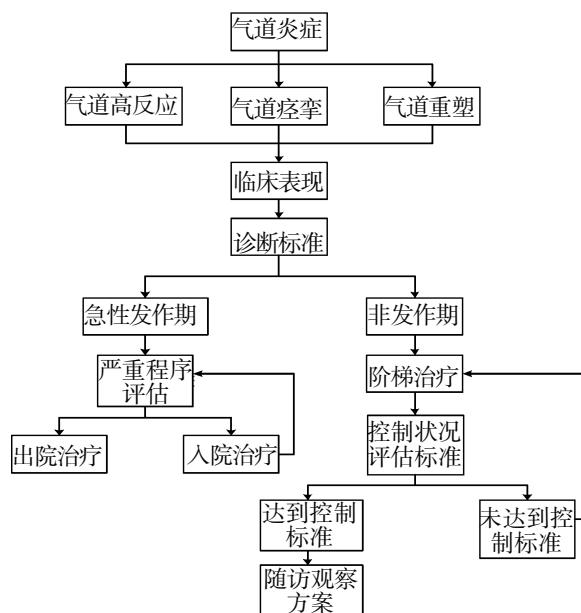 气道炎症
气道高反应
气道痉挛
气道重塑
临床表现
诊断标准
急性发作期
非发作期
严重程序
评估
阶梯治疗
出院治疗
入院治疗
控制状况
评估标准
达到控制
标准
未达到控
制标准
随访观察
方案